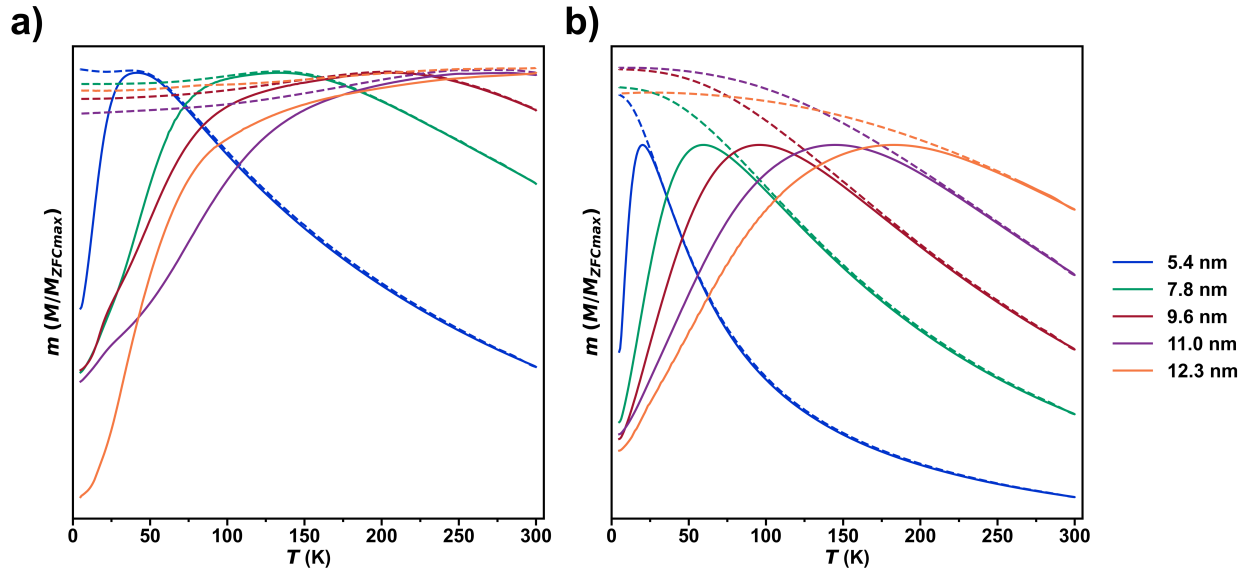 a)
m (M/M_ZFCmax)
0 50 100 150 200 250 300
T (K)
b)
m (M/M_ZFCmax)
0 50 100 150 200 250 300
T (K)
5.4 nm
7.8 nm
9.6 nm
11.0 nm
12.3 nm